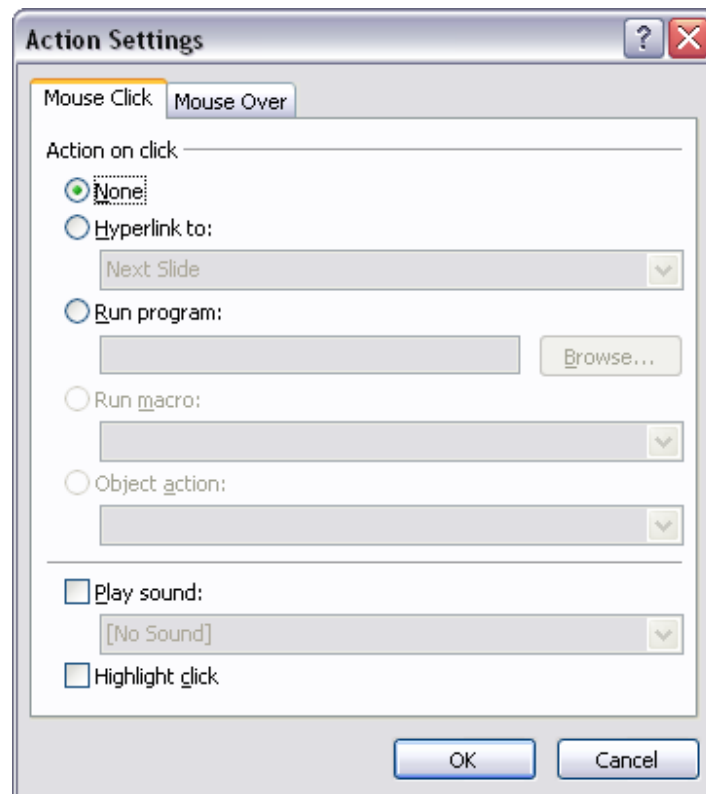 Action Settings
Mouse Click Mouse Over
Action on click
None
Hyperlink to:
Next Slide
Run program:
Browse...
Run macro:
Object action:
Play sound:
[No Sound]
Highlight click
OK Cancel